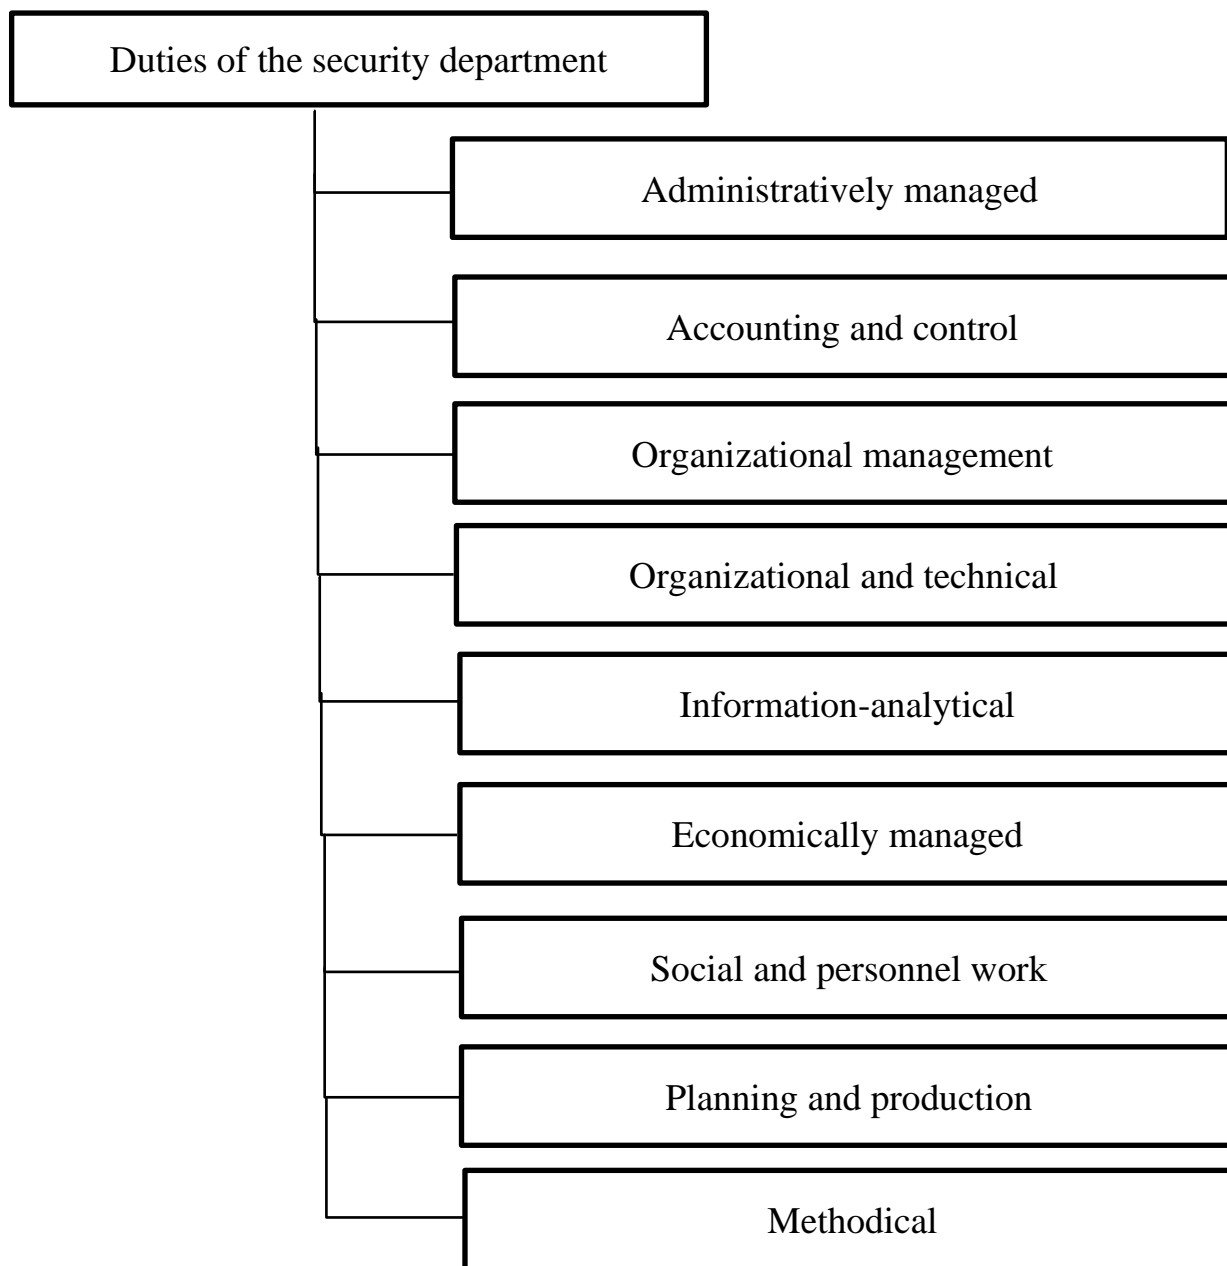 Duties of the security department
Administratively managed
Accounting and control
Organizational management
Organizational and technical
Information-analytical
Economically managed
Social and personnel work
Planning and production
Methodical